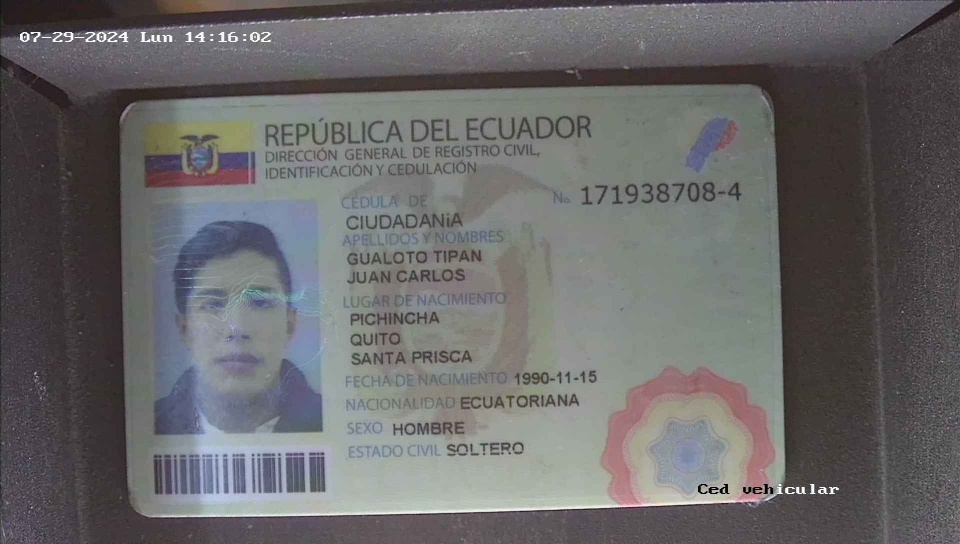 07-29-2024 Lun 14:16:02
REPÚBLICA DEL ECUADOR
DIRECCIÓN GENERAL DE REGISTRO CIVIL,
IDENTIFICACIÓN Y CEDULACIÓN
CÉDULA DE
No. 171938708-4
CIUDADANíA
APELLIDOS Y NOMBRES
GUALOTO TIPAN
JUAN CARLOS
LUGAR DE NACIMIENTO
PICHINCHA
QUITO
SANTA PRISCA
FECHA DE NACIMIENTO 1990-11-15
NACIONALIDAD ECUATORIANA
SEXO HOMBRE
ESTADO CIVIL SOLTERO
Ced vehicular